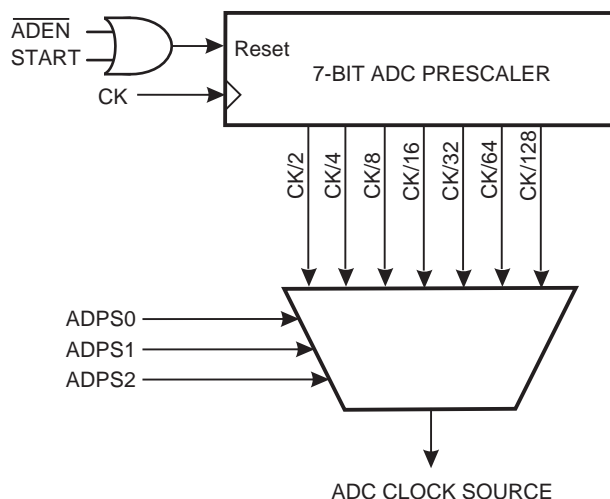 ADEN
START
Reset
7-BIT ADC PRESCALER
CK
CK/2
CK/4
CK/8
CK/16
CK/32
CK/64
CK/128
ADPS0
ADPS1
ADPS2
ADC CLOCK SOURCE